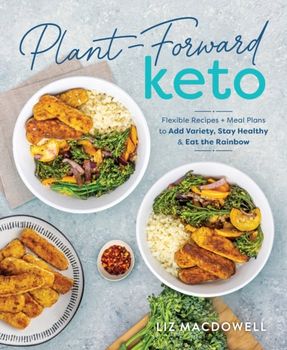 Plant-Forward
keto
Flexible Recipes + Meal Plans
to Add Variety, Stay Healthy
& Eat the Rainbow
LIZ MACDOWELL